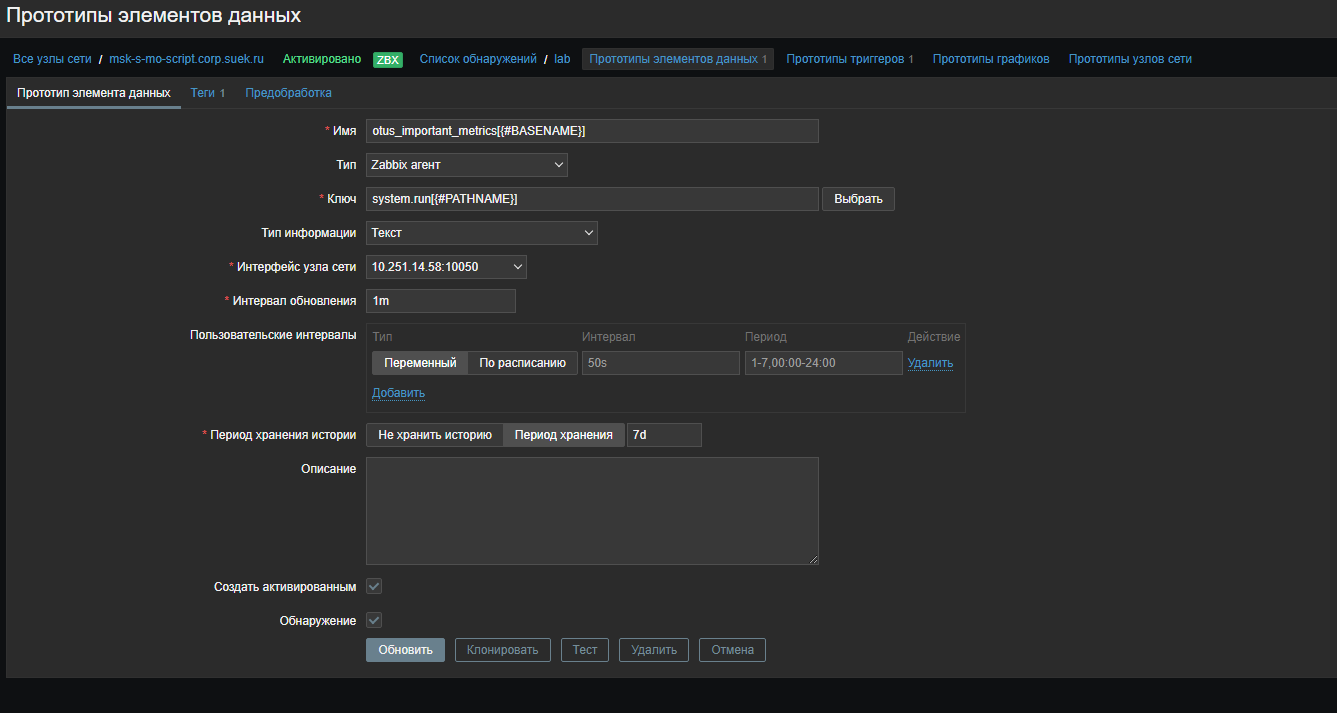 Прототипы элементов данных
Все узлы сети / msk-s-mo-script.corp.suek.ru Активировано ZBX Список обнаружений / lab Прототипы элементов данных 1 Прототипы триггеров 1 Прототипы графиков Прототипы узлов сети
Прототип элемента данных Теги 1 Предобработка
* Имя otus_important_metrics[{#BASENAME}]
Тип Zabbix агент
* Ключ system.run[{#PATHNAME}] Выбрать
Тип информации Текст
* Интерфейс узла сети 10.251.14.58:10050
* Интервал обновления 1m
Пользовательские интервалы Тип Интервал Период Действие
Переменный По расписанию 50s 1-7,00:00-24:00 Удалить
Добавить
* Период хранения истории Не хранить историю Период хранения 7d
Описание
Создать активированным
Обнаружение
Обновить Клонировать Тест Удалить Отмена